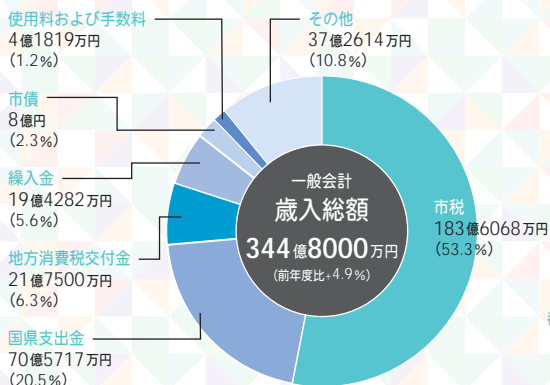 使用料および手数料
4億1819万円
(1.2%)
その他
37億2614万円
(10.8%)
市債
8億円
(2.3%)
繰入金
19億4282万円
(5.6%)
地方消費税交付金
21億7500万円
(6.3%)
国県支出金
70億5717万円
(20.5%)
一般会計
歳入総額
344億8000万円
(前年度比+4.9%)
市税
183億6068万円
(53.3%)